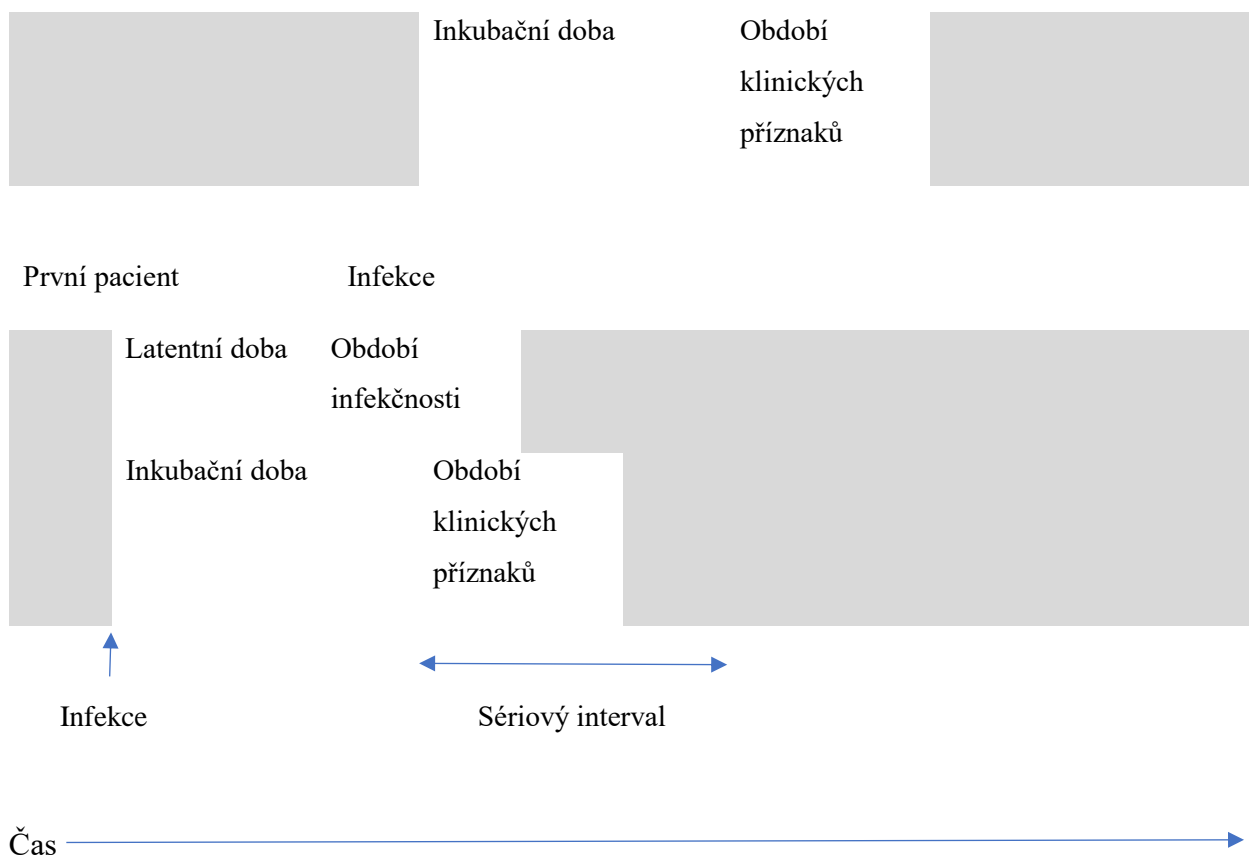 Inkubační doba Období
klinických
příznaků
První pacient Infekce
Latentní doba Období
infekčnosti
Inkubační doba Období
klinických
příznaků
Infekce Sériový interval
Čas